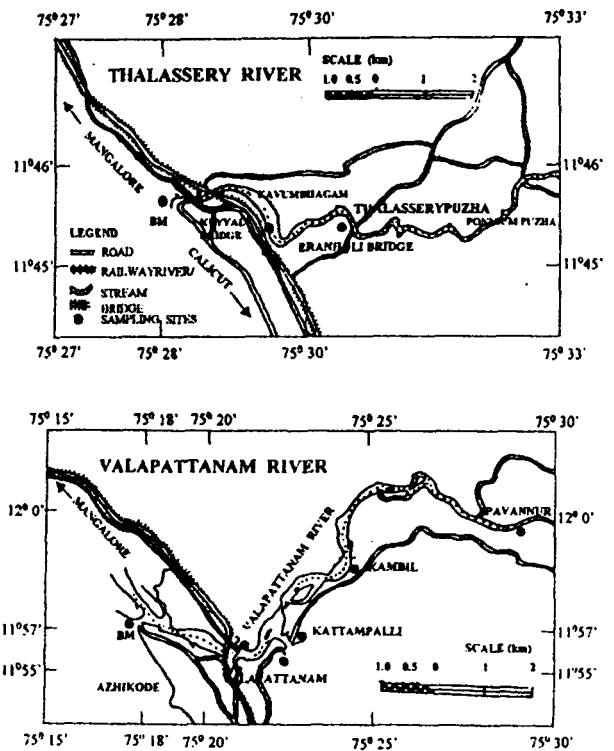 75° 27' 75° 28' 75° 30' 75° 33'
THALASSERY RIVER
SCALE (km)
1.0 0.5 0 1 2
MANGALORE
11° 46' 11° 46'
KAVUMBHAGAM
THALASSERYPUZHA
BM
BRIDGE
ERANHOLI BRIDGE
PUZHA
LEGEND
ROAD
RAILWAYRIVER/
STREAM
BRIDGE
SAMPLING SITES
CALICUT
11° 45' 11° 45'
75° 27' 75° 28' 75° 30' 75° 33'
75° 15' 75° 18' 75° 20' 75° 25' 75° 30'
VALAPATTANAM RIVER
MANGALORE
12° 0' 12° 0'
PAVANNUR
VALAPATTANAM RIVER
KAMBIL
11° 57' 11° 57'
BM
KATTAMPALLI
SCALE (km)
11° 55' 11° 55'
ALAPATTANAM
1.0 0.5 0 1 2
AZHIKODE
75° 15' 75° 18' 75° 20' 75° 25' 75° 30'